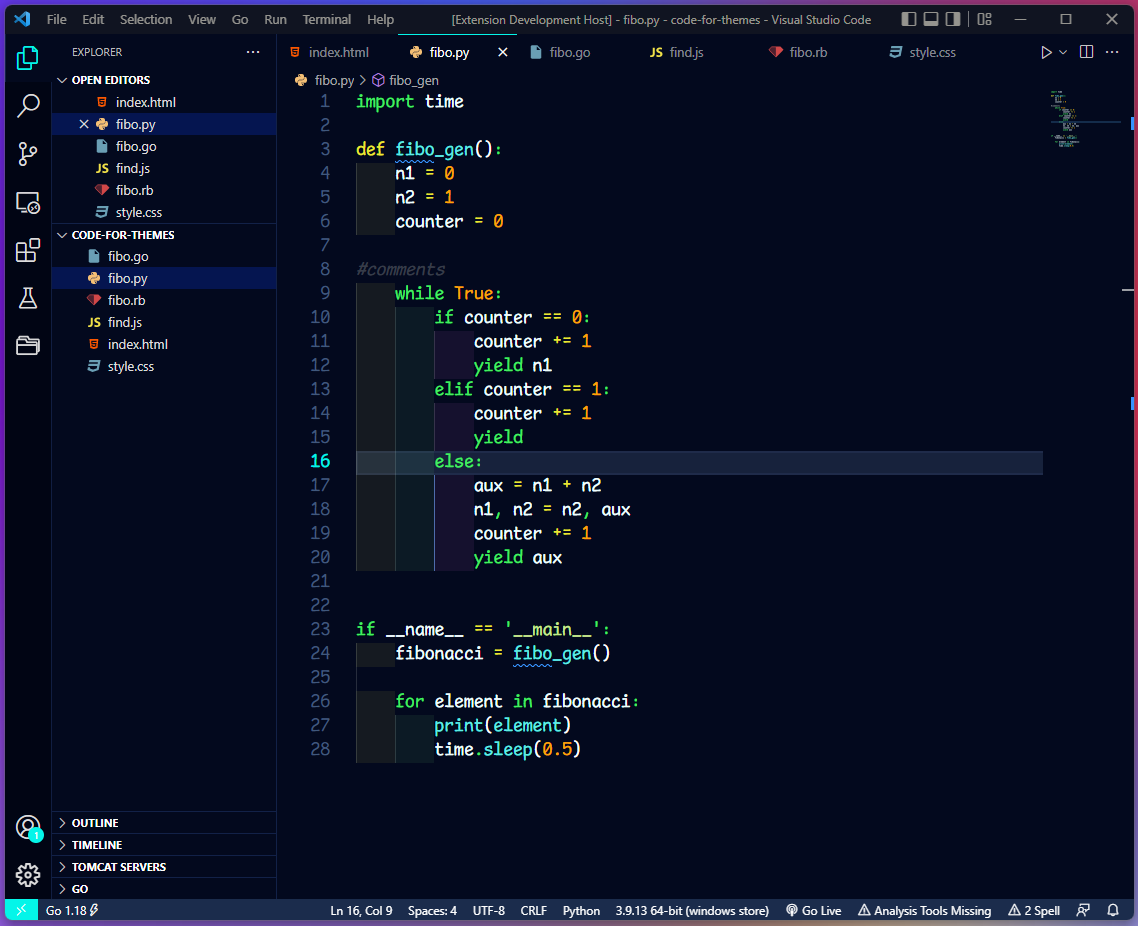 File Edit Selection View Go Run Terminal Help [Extension Development Host] - fibo.py - code-for-themes - Visual Studio Code
EXPLORER
OPEN EDITORS
index.html
fibo.py
fibo.go
JS find.js
fibo.rb
style.css
CODE-FOR-THEMES
fibo.go
fibo.py
fibo.rb
JS find.js
index.html
style.css
OUTLINE
TIMELINE
TOMCAT SERVERS
GO
1
index.html fibo.py fibo.go JS find.js fibo.rb style.css
fibo.py > fibo_gen
1 import time
2
3 def fibo_gen():
4     n1 = 0
5     n2 = 1
6     counter = 0
7
8 #comments
9     while True:
10         if counter == 0:
11             counter += 1
12             yield n1
13         elif counter == 1:
14             counter += 1
15             yield
16         else:
17             aux = n1 + n2
18             n1, n2 = n2, aux
19             counter += 1
20             yield aux
21
22
23 if __name__ == '__main__':
24     fibonacci = fibo_gen()
25
26     for element in fibonacci:
27         print(element)
28         time.sleep(0.5)
Go 1.18 Ln 16, Col 9 Spaces: 4 UTF-8 CRLF Python 3.9.13 64-bit (windows store) Go Live Analysis Tools Missing 2 Spell